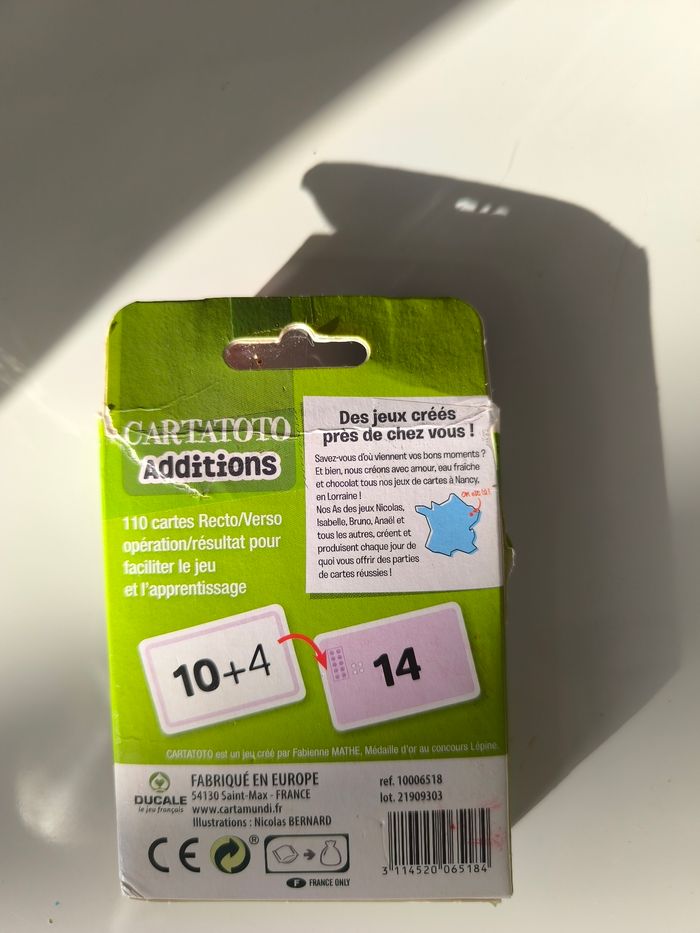 CARTATOTO
Additions
110 cartes Recto/Verso
opération/résultat pour
faciliter le jeu
et l'apprentissage
Des jeux créés
près de chez vous !
Savez-vous d'où viennent vos bons moments ?
Et bien, nous créons avec amour, eau fraîche
et chocolat tous nos jeux de cartes à Nancy,
en Lorraine !
Nos As des jeux Nicolas,
Isabelle, Bruno, Anaël et
tous les autres, créent et
produisent chaque jour de
quoi vous offrir des parties
de cartes réussies !
On est là !
10+4
14
CARTATOTO est un jeu créé par Fabienne MATHE, Médaille d'or au concours Lépine.
DUCALE
le jeu français
FABRIQUÉ EN EUROPE
54130 Saint-Max - FRANCE
www.cartamundi.fr
Illustrations : Nicolas BERNARD
ref. 10006518
lot. 21909303
CE
®
F FRANCE ONLY
3 114520 065184